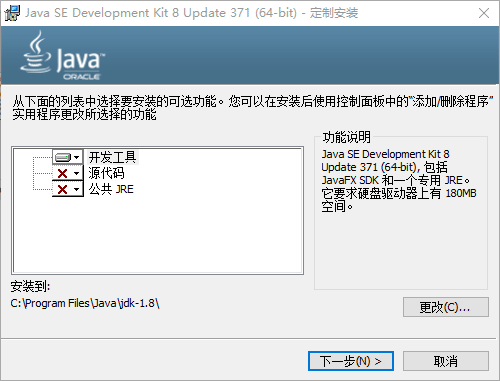 Java SE Development Kit 8 Update 371 (64-bit) - 定制安装
Java
ORACLE
从下面的列表中选择要安装的可选功能。您可以在安装后使用控制面板中的“添加/删除程序”
实用程序更改所选择的功能
开发工具
源代码
公共 JRE
功能说明
Java SE Development Kit 8
Update 371 (64-bit), 包括
JavaFX SDK 和一个专用 JRE。
它要求硬盘驱动器上有 180MB
空间。
安装到:
C:\Program Files\Java\jdk-1.8\
更改(C)...
下一步(N) >
取消